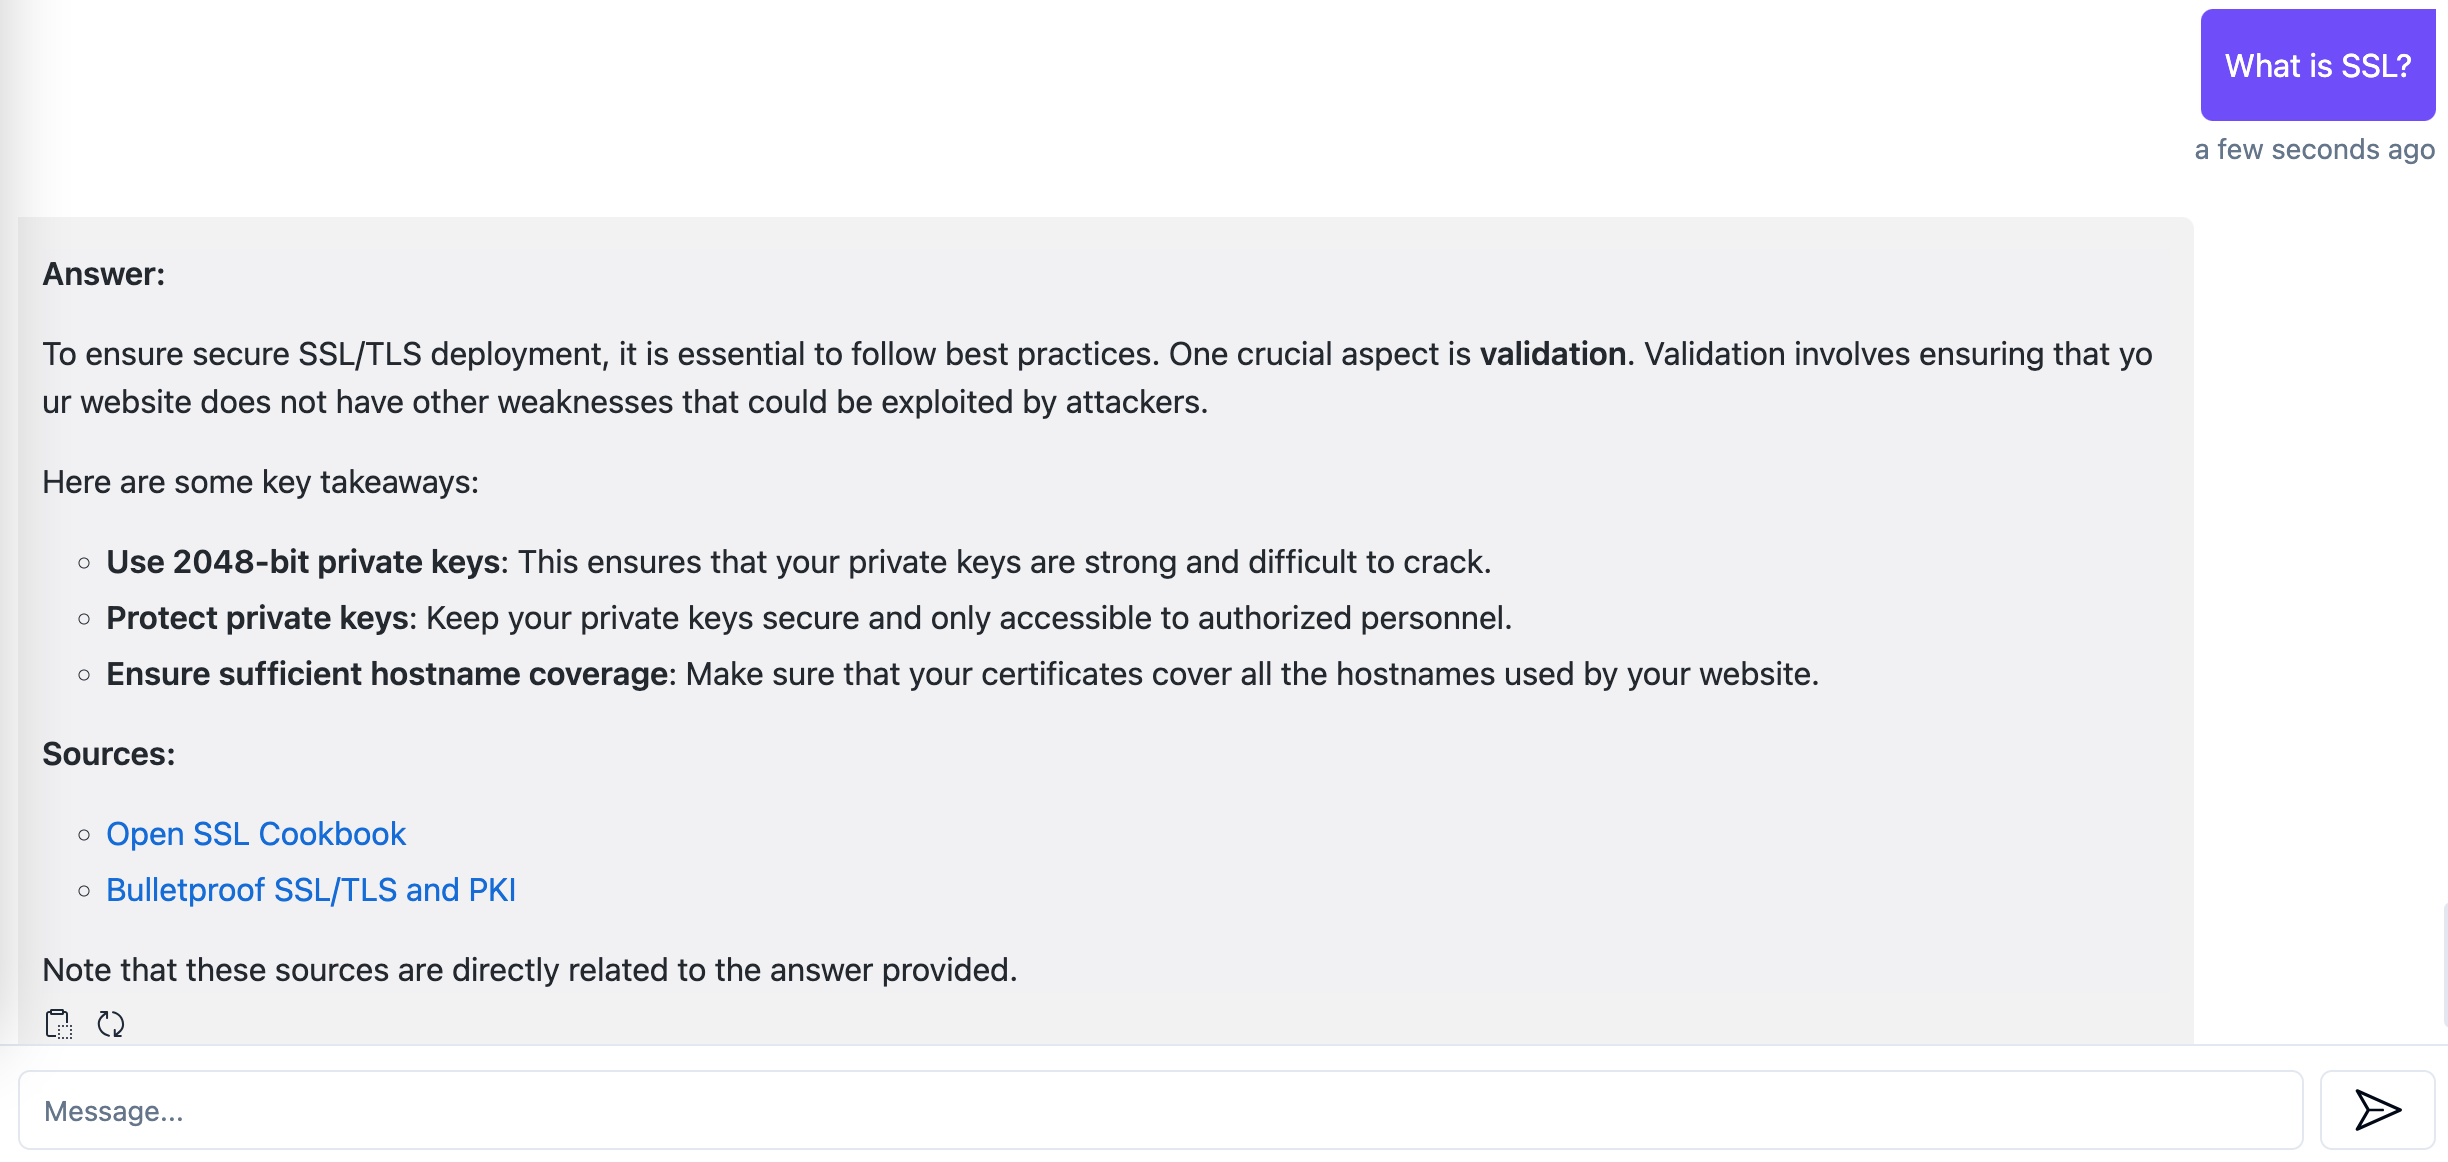 What is SSL?
a few seconds ago
Answer:
To ensure secure SSL/TLS deployment, it is essential to follow best practices. One crucial aspect is validation. Validation involves ensuring that yo
ur website does not have other weaknesses that could be exploited by attackers.
Here are some key takeaways:
Use 2048-bit private keys: This ensures that your private keys are strong and difficult to crack.
Protect private keys: Keep your private keys secure and only accessible to authorized personnel.
Ensure sufficient hostname coverage: Make sure that your certificates cover all the hostnames used by your website.
Sources:
Open SSL Cookbook
Bulletproof SSL/TLS and PKI
Note that these sources are directly related to the answer provided.
Message...